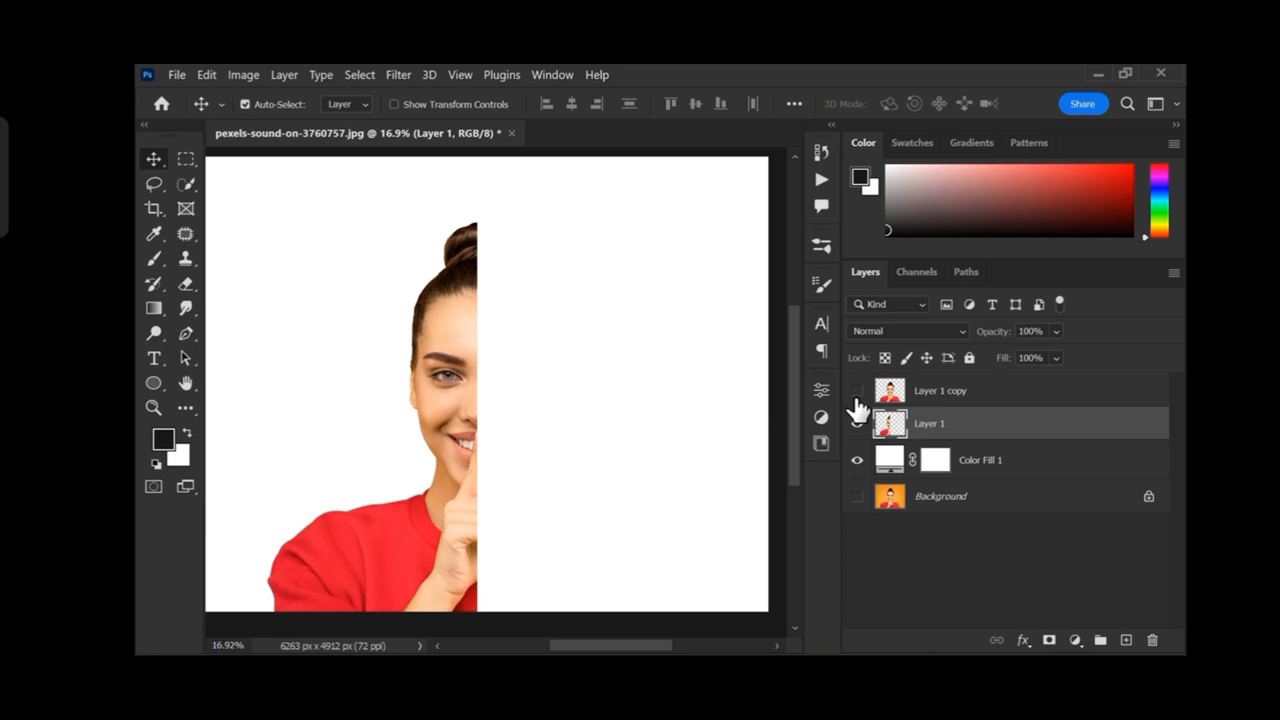 Ps File Edit Image Layer Type Select Filter 3D View Plugins Window Help
Auto-Select: Layer Show Transform Controls 3D Mode: Share
pexels-sound-on-3760757.jpg @ 16.9% (Layer 1, RGB/8) *
Color Swatches Gradients Patterns
Layers Channels Paths
Kind
Normal Opacity: 100%
Lock: Fill: 100%
Layer 1 copy
Layer 1
Color Fill 1
Background
16.92% 6263 px x 4912 px (72 ppi)